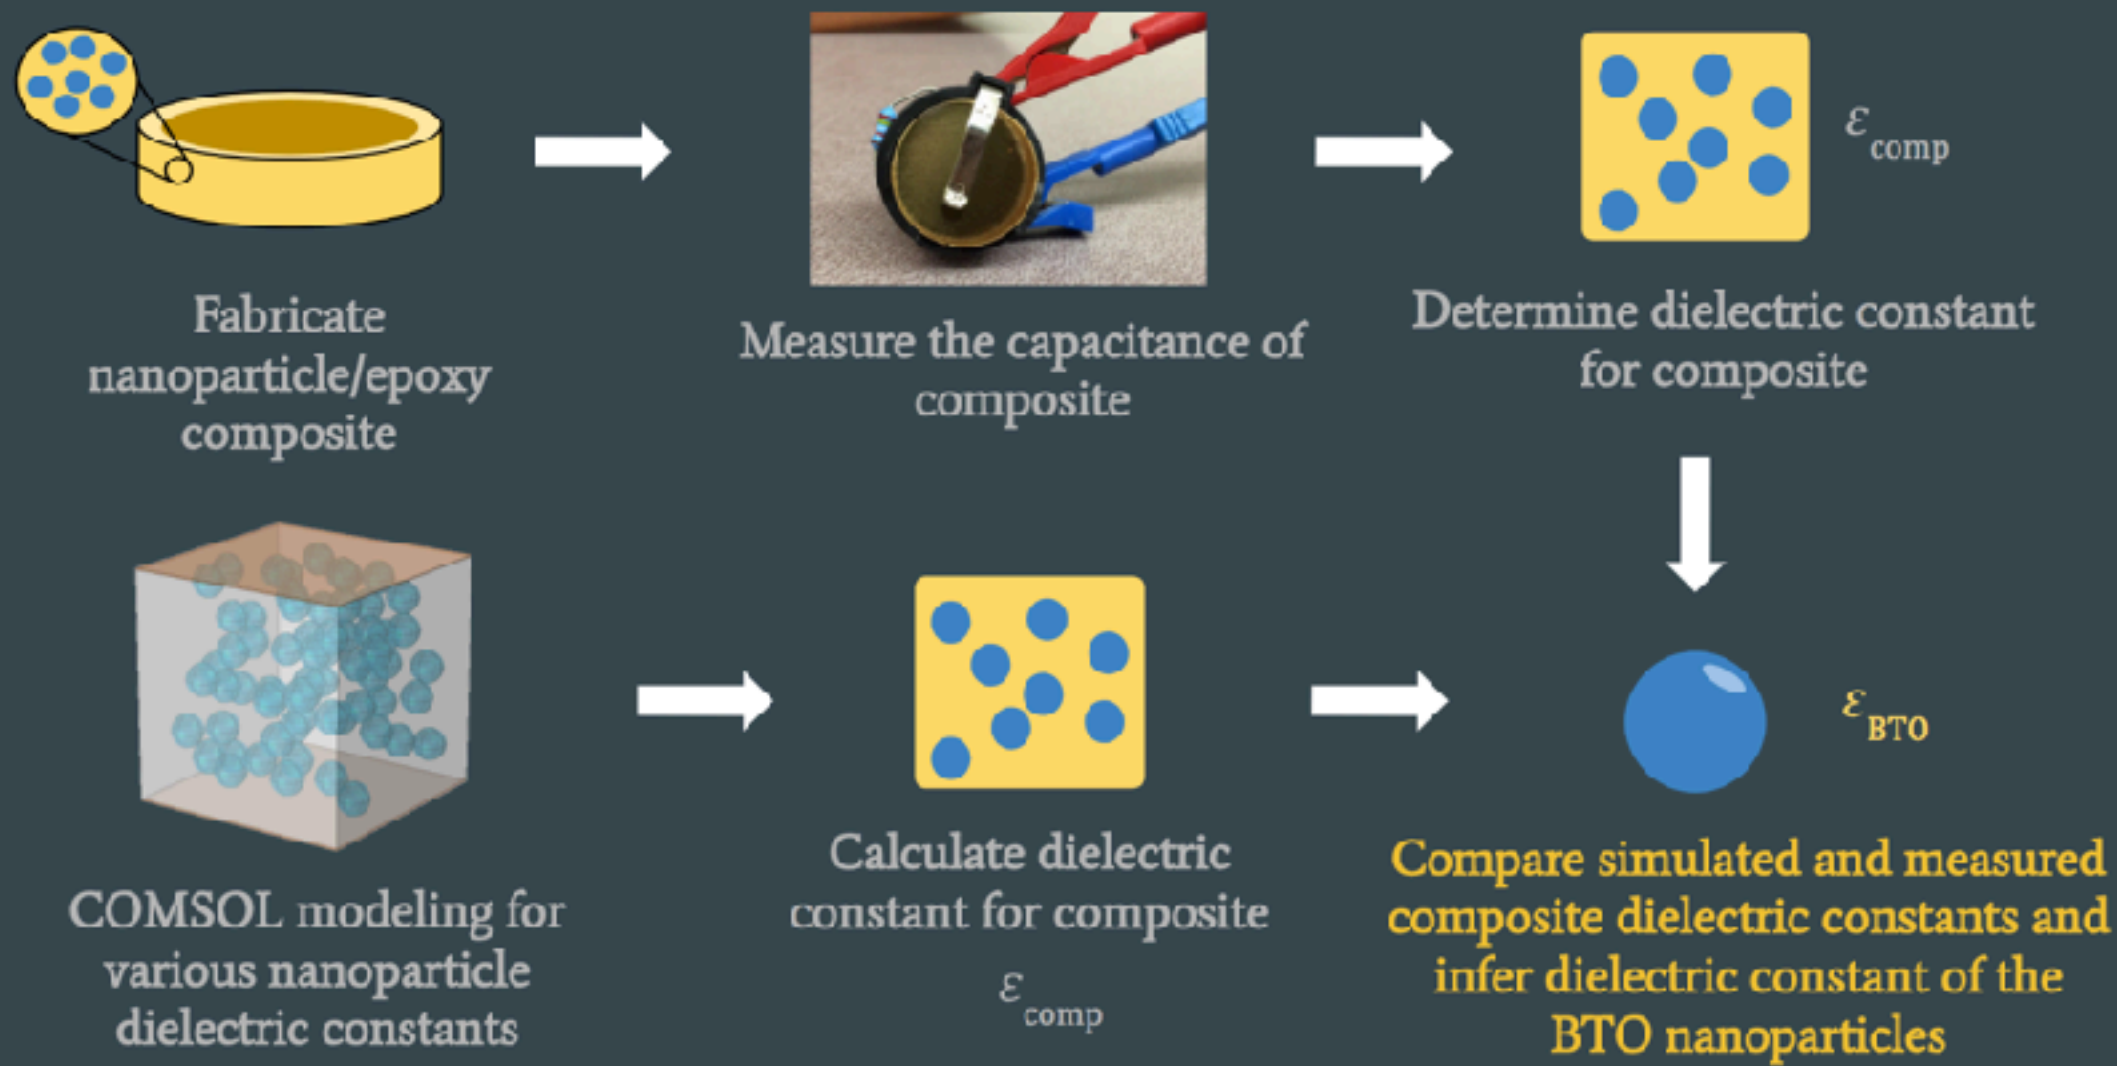 Fabricate
nanoparticle/epoxy
composite
Measure the capacitance of
composite
ε comp
Determine dielectric constant
for composite
COMSOL modeling for
various nanoparticle
dielectric constants
Calculate dielectric
constant for composite
ε comp
ε BTO
Compare simulated and measured
composite dielectric constants and
infer dielectric constant of the
BTO nanoparticles